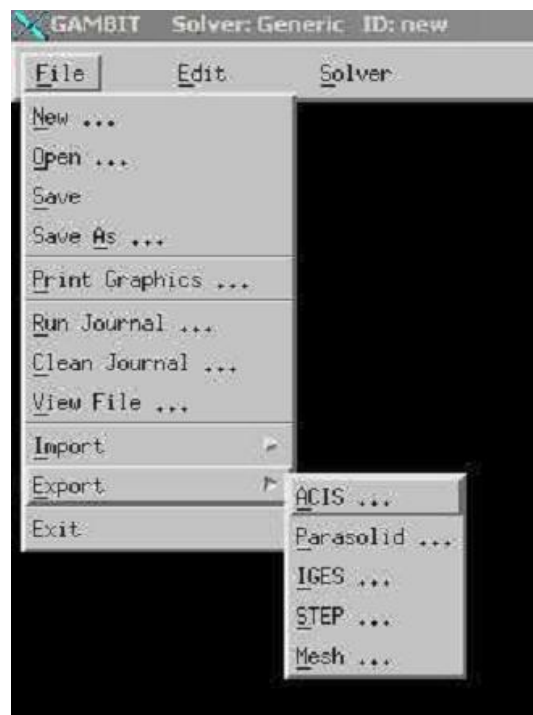 GAMBIT Solver: Generic ID: new
File Edit Solver
New ...
Open ...
Save
Save As ...
Print Graphics ...
Run Journal ...
Clean Journal ...
View File ...
Import
Export
Exit
ACIS ...
Parasolid ...
IGES ...
STEP ...
Mesh ...